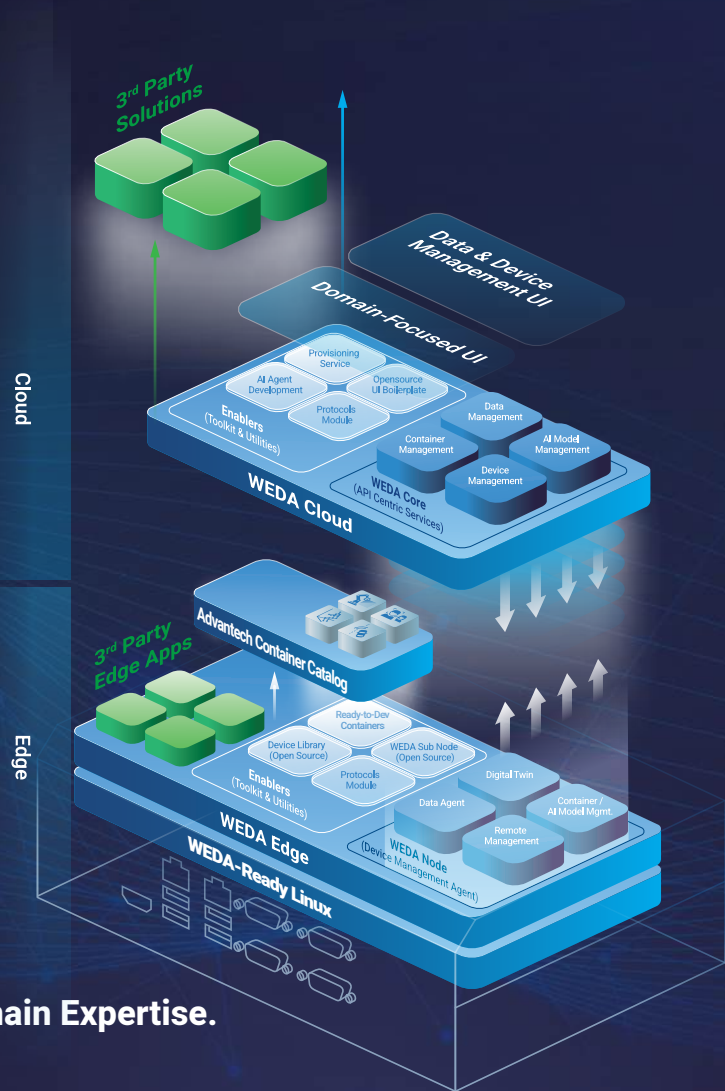 3rd Party
Solutions
Data & Device
Management UI
Domain-Focused UI
Cloud
Provisioning
Service
AI Agent
Development
Opensource
UI Boilerplate
Protocols
Module
Enablers
(Toolkit & Utilities)
Data
Management
Container
Management
AI Model
Management
Device
Management
WEDA Core
(API Centric Services)
WEDA Cloud
Advantech Container Catalog
3rd Party
Edge Apps
Edge
Ready-to-Dev
Containers
Device Library
(Open Source)
WEDA Sub Node
(Open Source)
Protocols
Module
Enablers
(Toolkit & Utilities)
Digital Twin
Data Agent
Container /
AI Model Mgmt.
Remote
Management
WEDA Node
(Device Management Agent)
WEDA Edge
WEDA-Ready Linux
ain Expertise.